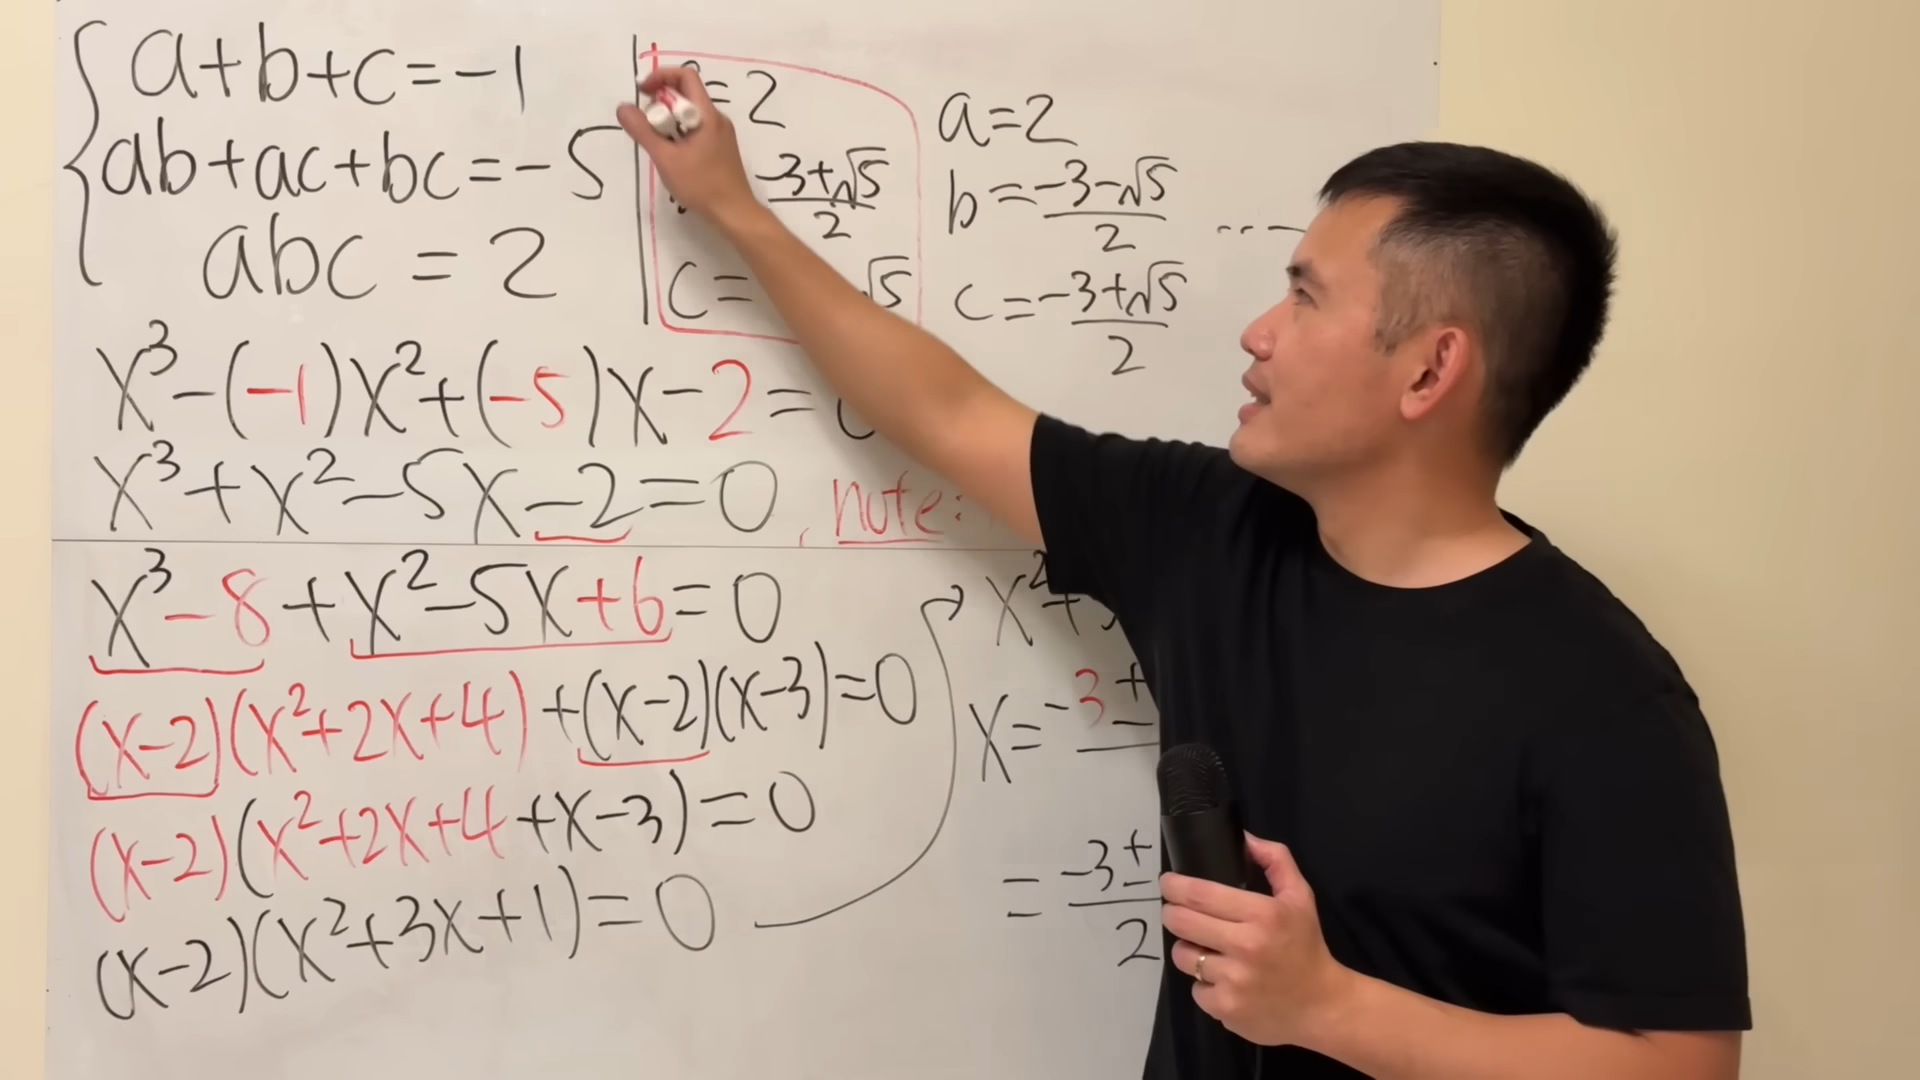 a+b+c=-1
ab+ac+bc=-5
abc=2
x³-(-1)x²+(-5)x-2=
x³+x²-5x-2=0
note:
x³-8+x²-5x+6=0
(x-2)(x²+2x+4)+(x-2)(x-3)=0
(x-2)(x²+2x+4+x-3)=0
(x-2)(x²+3x+1)=0
=2
-3+√5
2
c= √5
a=2
b=-3-√5
2
c=-3+√5
2
....
x²+
x=-3±
=-3±
2